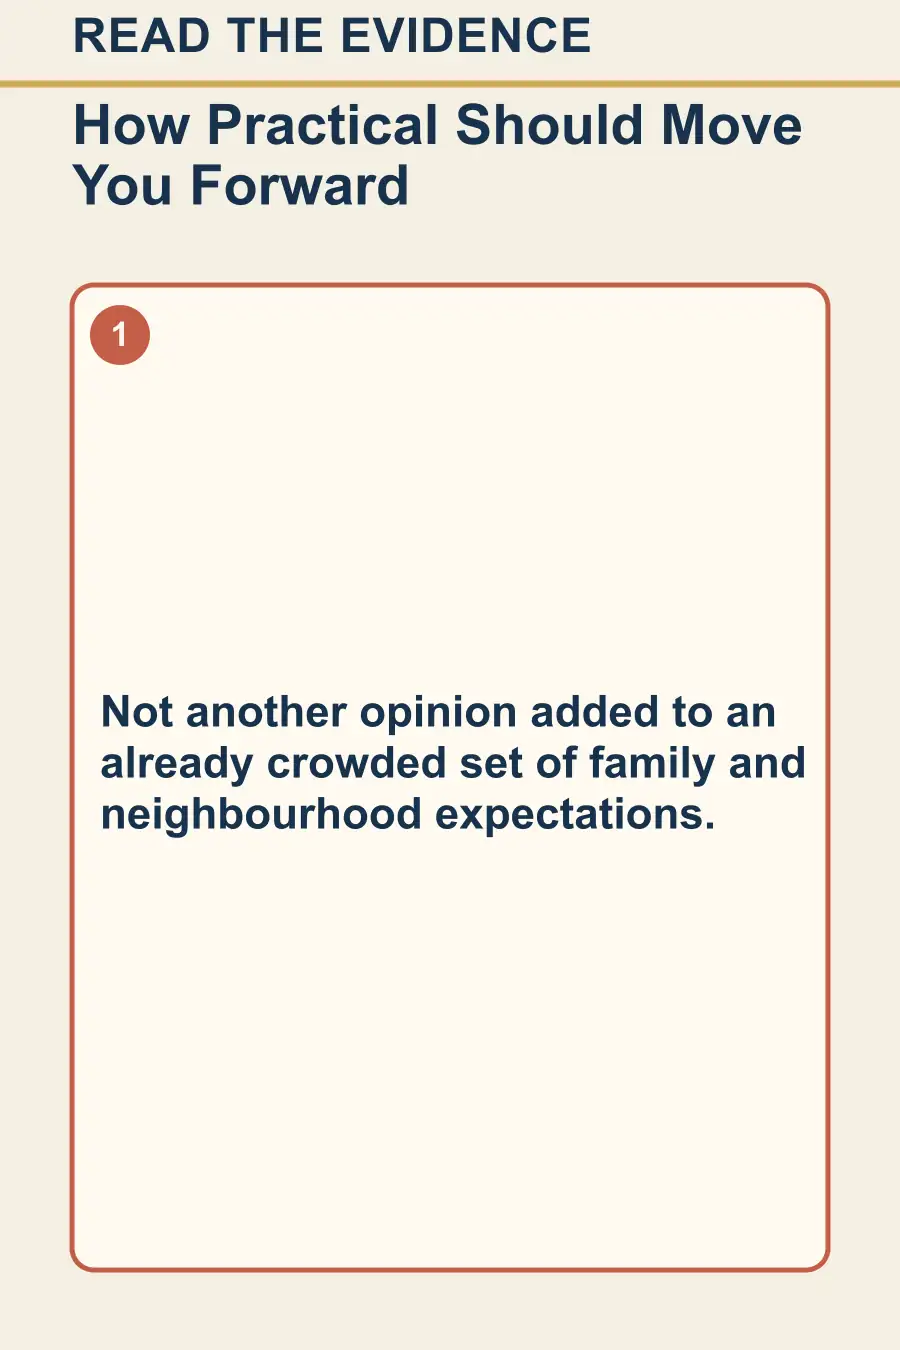 READ THE EVIDENCE
How Practical Should Move
You Forward
1
Not another opinion added to an
already crowded set of family and
neighbourhood expectations.